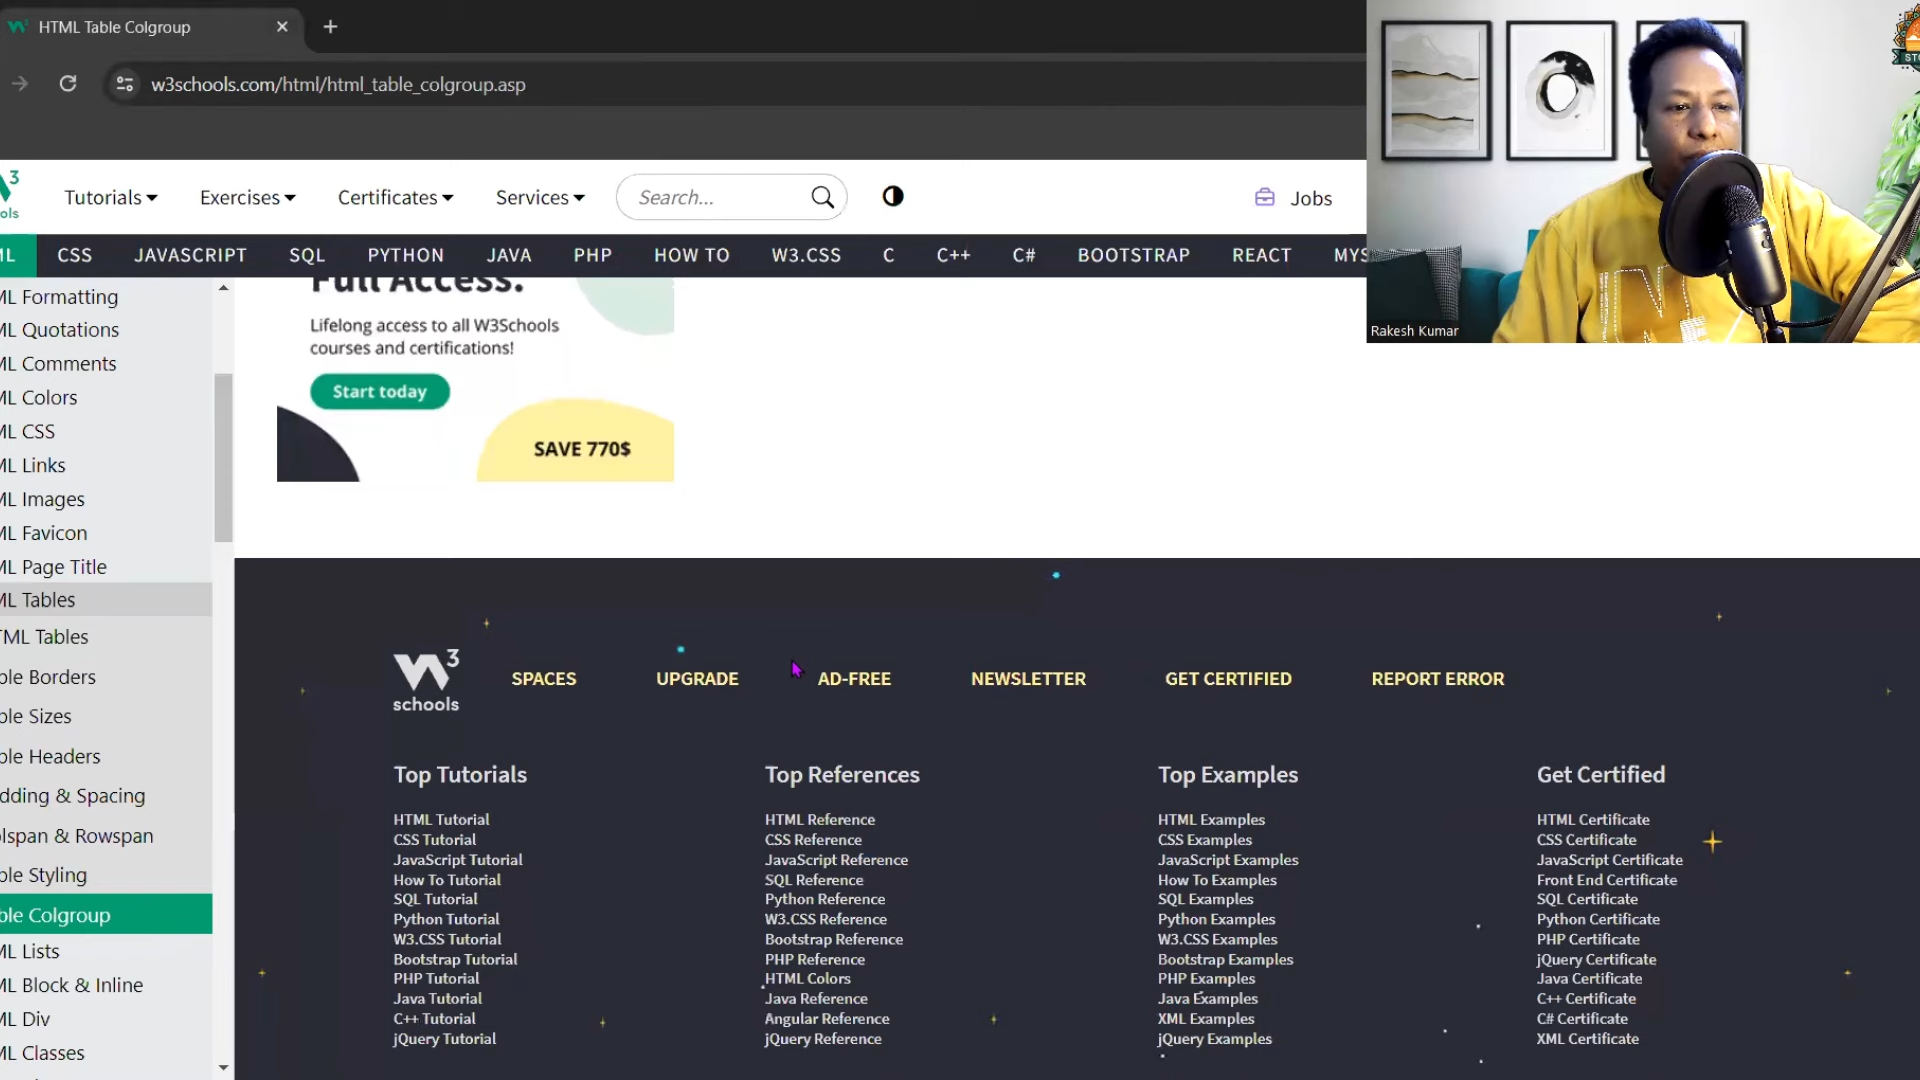 HTML Table Colgroup
w3schools.com/html/html_table_colgroup.asp
Tutorials
Exercises
Certificates
Services
Search...
Jobs
Rakesh Kumar
CSS
JAVASCRIPT
SQL
PYTHON
JAVA
PHP
HOW TO
W3.CSS
C
C++
C#
BOOTSTRAP
REACT
MYS
ML Formatting
ML Quotations
ML Comments
ML Colors
ML CSS
ML Links
ML Images
ML Favicon
ML Page Title
ML Tables
TML Tables
ble Borders
ble Sizes
ble Headers
dding & Spacing
olspan & Rowspan
ble Styling
ble Colgroup
ML Lists
ML Block & Inline
ML Div
ML Classes
Full Access.
Lifelong access to all W3Schools
courses and certifications!
Start today
SAVE 770$
W3
schools
SPACES
UPGRADE
AD-FREE
NEWSLETTER
GET CERTIFIED
REPORT ERROR
Top Tutorials
HTML Tutorial
CSS Tutorial
JavaScript Tutorial
How To Tutorial
SQL Tutorial
Python Tutorial
W3.CSS Tutorial
Bootstrap Tutorial
PHP Tutorial
Java Tutorial
C++ Tutorial
jQuery Tutorial
Top References
HTML Reference
CSS Reference
JavaScript Reference
SQL Reference
Python Reference
W3.CSS Reference
Bootstrap Reference
PHP Reference
HTML Colors
Java Reference
Angular Reference
jQuery Reference
Top Examples
HTML Examples
CSS Examples
JavaScript Examples
How To Examples
SQL Examples
Python Examples
W3.CSS Examples
Bootstrap Examples
PHP Examples
Java Examples
XML Examples
jQuery Examples
Get Certified
HTML Certificate
CSS Certificate
JavaScript Certificate
Front End Certificate
SQL Certificate
Python Certificate
PHP Certificate
jQuery Certificate
Java Certificate
C++ Certificate
C# Certificate
XML Certificate